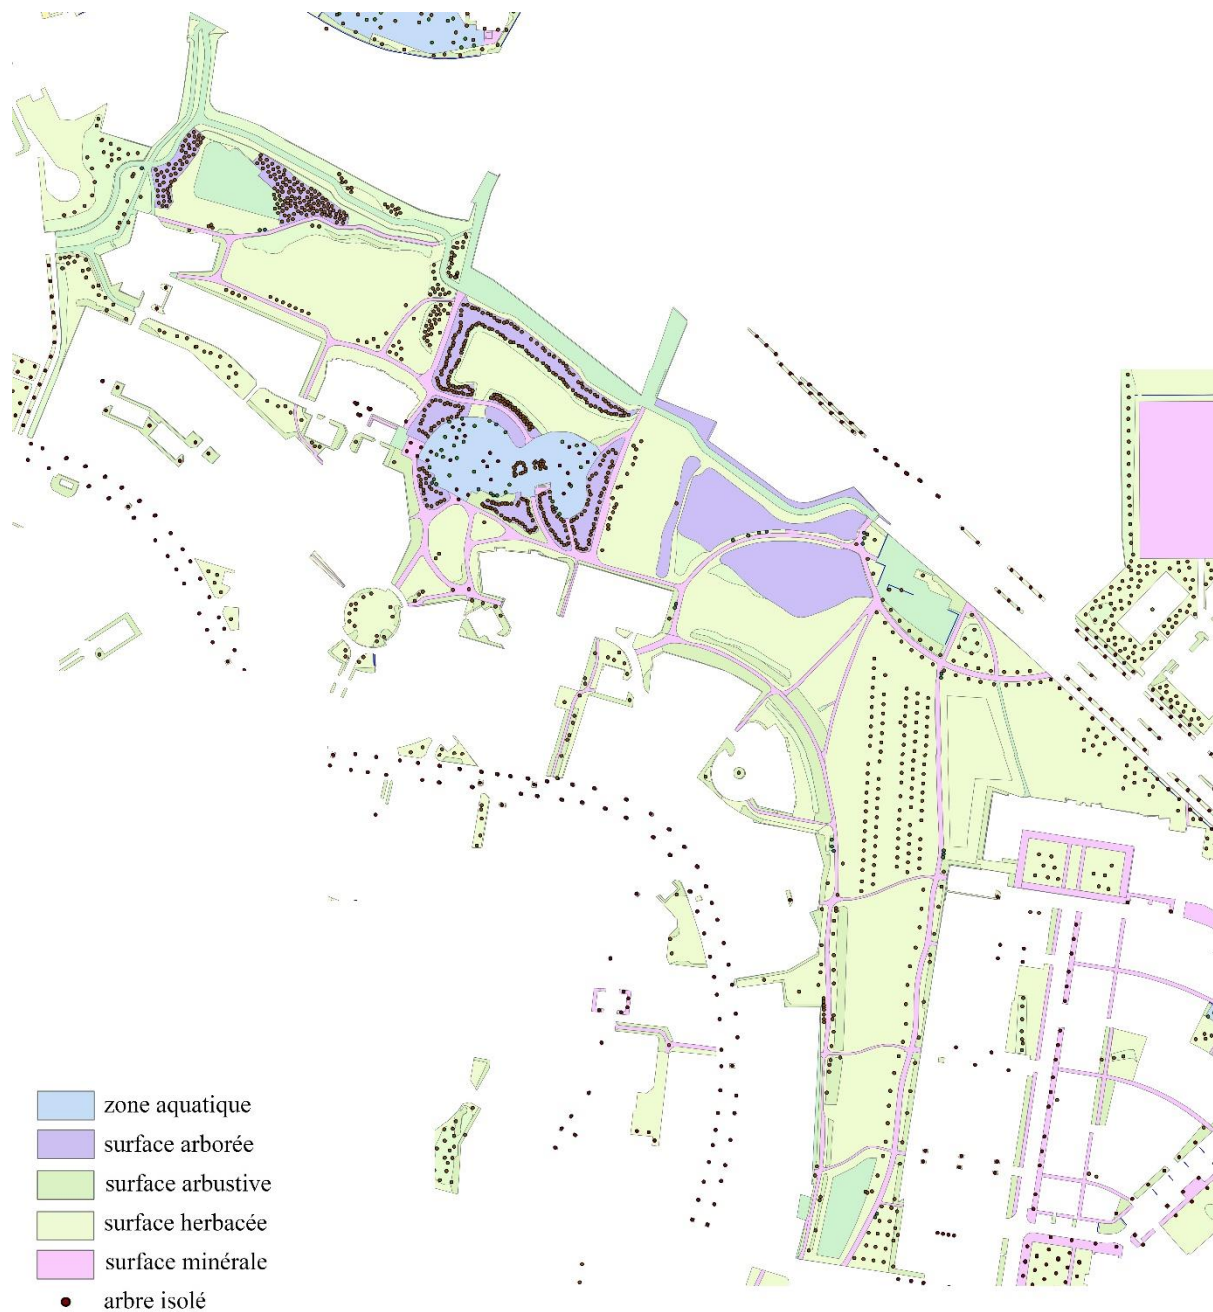 zone aquatique
surface arborée
surface arbustive
surface herbacée
surface minérale
arbre isolé